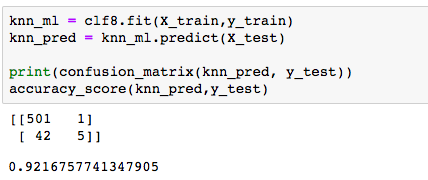 knn_ml = clf8.fit(X_train,y_train)
knn_pred = knn_ml.predict(X_test)
print(confusion_matrix(knn_pred, y_test))
accuracy_score(knn_pred,y_test)
[[501   1]
 [ 42   5]]
0.9216757741347905